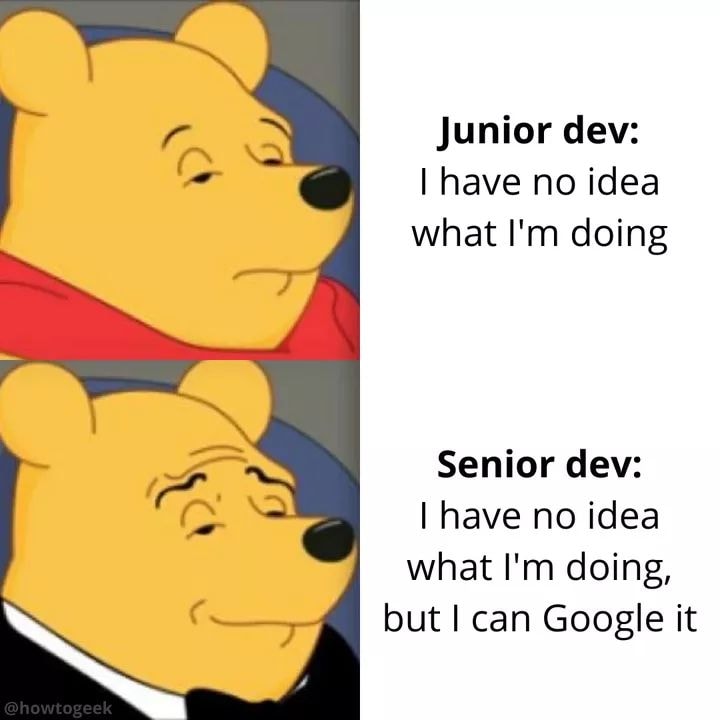 Junior dev:
I have no idea
what I'm doing
Senior dev:
I have no idea
what I'm doing,
but I can Google it
@howtogeek